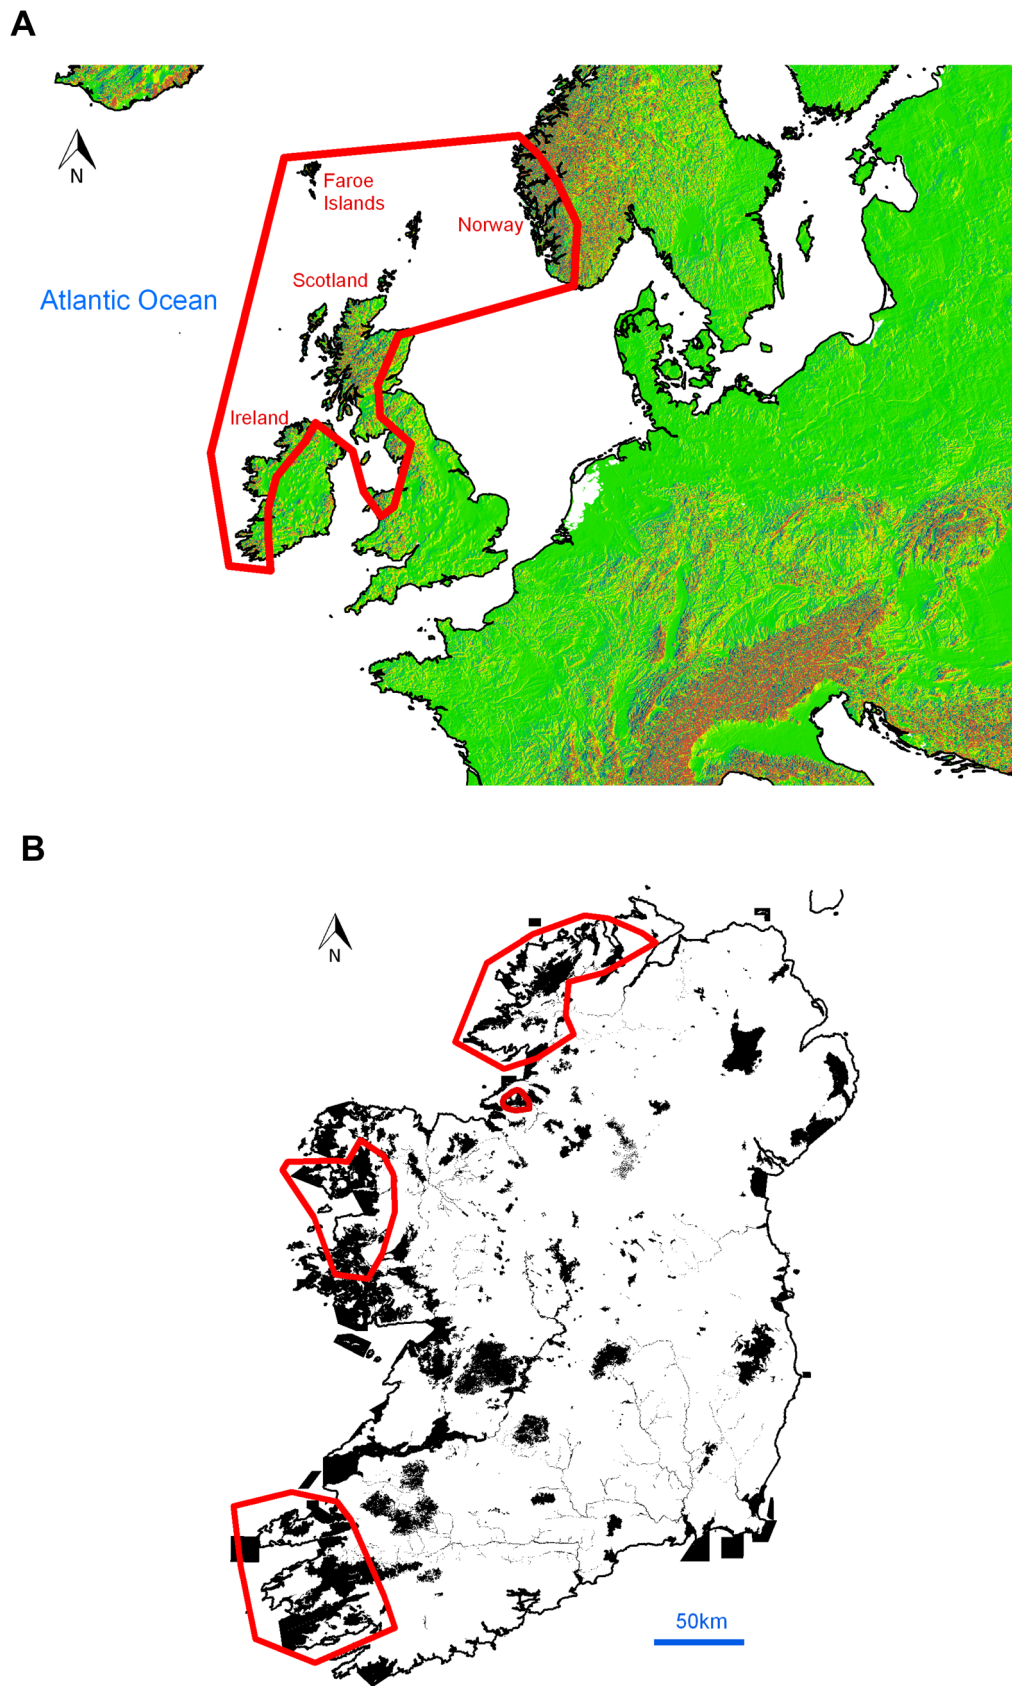 A
N
Faroe
Islands
Norway
Scotland
Atlantic Ocean
Ireland
B
N
50km